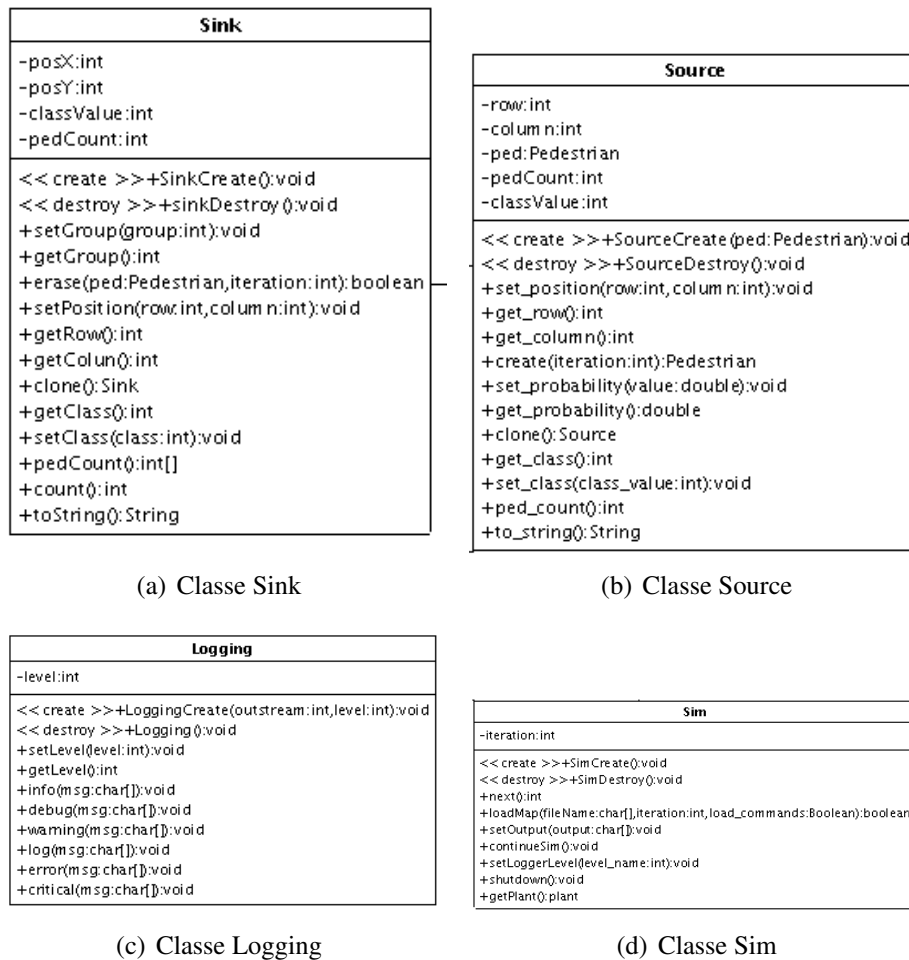 Sink
-posX:int
-posY:int
-classValue:int
-pedCount:int
<< create >>+SinkCreate():void
<< destroy >>+sinkDestroy():void
+setGroup(group:int):void
+getGroup():int
+erase(ped:Pedestrian,iteration:int):boolean
+setPosition(row:int,column:int):void
+getRow():int
+getColun():int
+clone():Sink
+getClass():int
+setClass(class:int):void
+pedCount():int[]
+count():int
+toString():String
(a) Classe Sink
Source
-row:int
-column:int
-ped:Pedestrian
-pedCount:int
-classValue:int
<< create >>+SourceCreate(ped:Pedestrian):void
<< destroy >>+SourceDestroy():void
+set_position(row:int,column:int):void
+get_row():int
+get_column():int
+create(iteration:int):Pedestrian
+set_probability(value:double):void
+get_probability():double
+clone():Source
+get_class():int
+set_class(class_value:int):void
+ped_count():int
+to_string():String
(b) Classe Source
Logging
-level:int
<< create >>+LoggingCreate(outstream:int,level:int):void
<< destroy >>+Logging():void
+setLevel(level:int):void
+getLevel():int
+info(msg:char[]):void
+debug(msg:char[]):void
+warning(msg:char[]):void
+log(msg:char[]):void
+error(msg:char[]):void
+critical(msg:char[]):void
(c) Classe Logging
Sim
-iteration:int
<< create >>+SimCreate():void
<< destroy >>+SimDestroy():void
+next():int
+loadMap(fileName:char[],iteration:int,load_commands:Boolean):boolean
+setOutput(output:char[]):void
+continueSim():void
+setLoggerLevel(level_name:int):void
+shutdown():void
+getPlant():plant
(d) Classe Sim